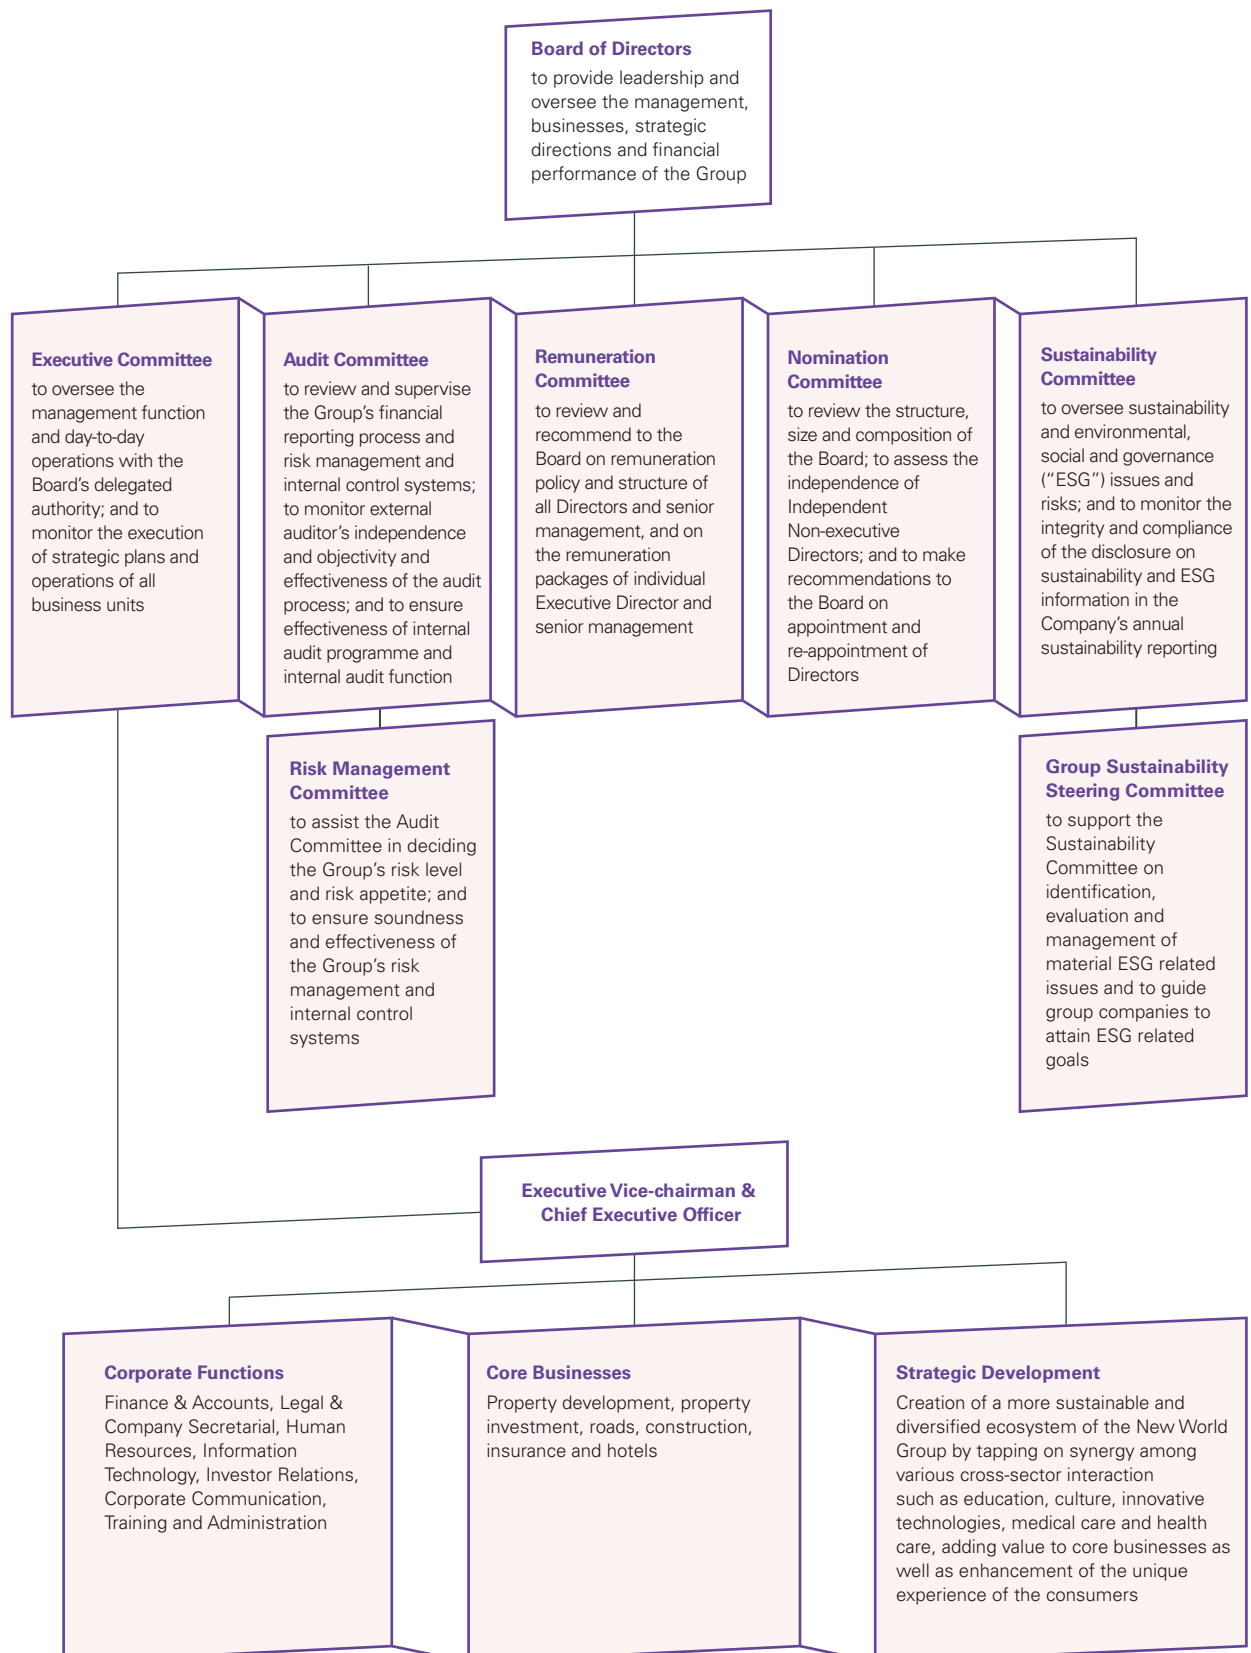 Board of Directors
to provide leadership and
oversee the management,
businesses, strategic
directions and financial
performance of the Group
Executive Committee
to oversee the
management function
and day-to-day
operations with the
Board's delegated
authority; and to
monitor the execution
of strategic plans and
operations of all
business units
Audit Committee
to review and supervise
the Group's financial
reporting process and
risk management and
internal control systems;
to monitor external
auditor's independence
and objectivity and
effectiveness of the audit
process; and to ensure
effectiveness of internal
audit programme and
internal audit function
Remuneration
Committee
to review and
recommend to the
Board on remuneration
policy and structure of
all Directors and senior
management, and on
the remuneration
packages of individual
Executive Director and
senior management
Nomination
Committee
to review the structure,
size and composition of
the Board; to assess the
independence of
Independent
Non-executive
Directors; and to make
recommendations to
the Board on
appointment and
re-appointment of
Directors
Sustainability
Committee
to oversee sustainability
and environmental,
social and governance
("ESG") issues and
risks; and to monitor the
integrity and compliance
of the disclosure on
sustainability and ESG
information in the
Company's annual
sustainability reporting
Risk Management
Committee
to assist the Audit
Committee in deciding
the Group's risk level
and risk appetite; and
to ensure soundness
and effectiveness of
the Group's risk
management and
internal control
systems
Group Sustainability
Steering Committee
to support the
Sustainability
Committee on
identification,
evaluation and
management of
material ESG related
issues and to guide
group companies to
attain ESG related
goals
Executive Vice-chairman &
Chief Executive Officer
Corporate Functions
Finance & Accounts, Legal &
Company Secretarial, Human
Resources, Information
Technology, Investor Relations,
Corporate Communication,
Training and Administration
Core Businesses
Property development, property
investment, roads, construction,
insurance and hotels
Strategic Development
Creation of a more sustainable and
diversified ecosystem of the New World
Group by tapping on synergy among
various cross-sector interaction
such as education, culture, innovative
technologies, medical care and health
care, adding value to core businesses as
well as enhancement of the unique
experience of the consumers